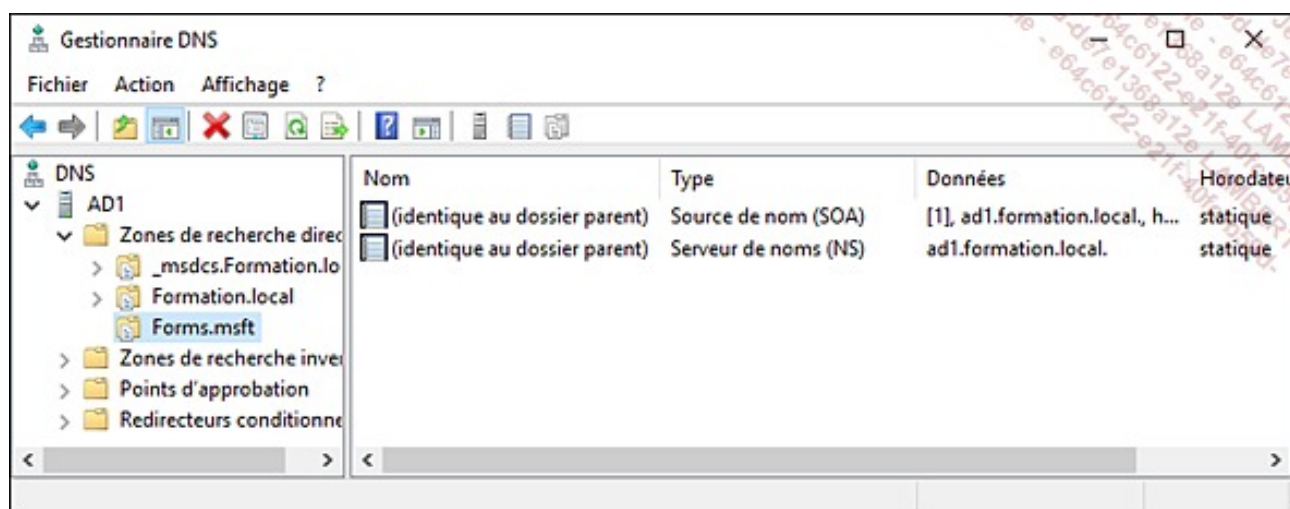 Gestionnaire DNS
Fichier Action Affichage ?
DNS
AD1
Zones de recherche direc
_msdcs.Formation.lo
Formation.local
Forms.msft
Zones de recherche inve
Points d'approbation
Redirecteurs conditionne
Nom Type Données Horodateu
(identique au dossier parent) Source de nom (SOA) [1], ad1.formation.local., h... statique
(identique au dossier parent) Serveur de noms (NS) ad1.formation.local. statique